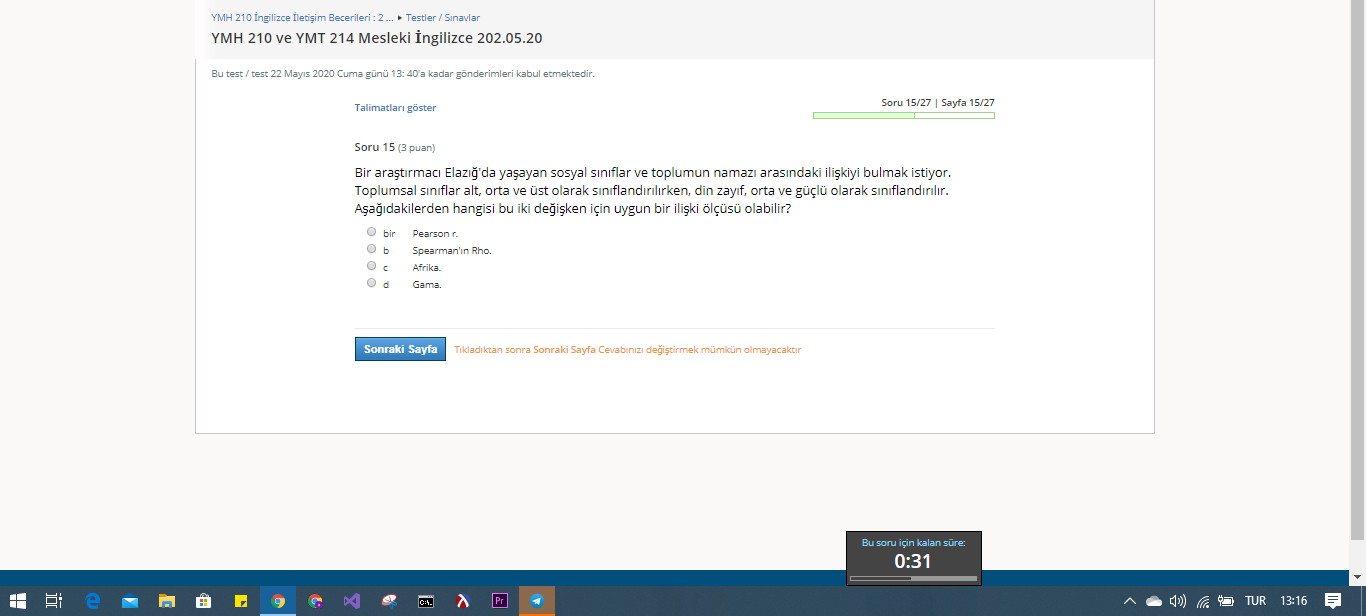 YMH 210 İngilizce İletişim Becerileri : 2 ... ▸ Testler / Sınavlar
YMH 210 ve YMT 214 Mesleki İngilizce 202.05.20
Bu test / test 22 Mayıs 2020 Cuma günü 13: 40'a kadar gönderimleri kabul etmektedir.
Talimatları göster
Soru 15/27 | Sayfa 15/27
Soru 15 (3 puan)
Bir araştırmacı Elazığ'da yaşayan sosyal sınıflar ve toplumun namazı arasındaki ilişkiyi bulmak istiyor.
Toplumsal sınıflar alt, orta ve üst olarak sınıflandırılırken, din zayıf, orta ve güçlü olarak sınıflandırılır.
Aşağıdakilerden hangisi bu iki değişken için uygun bir ilişki ölçüsü olabilir?
bir Pearson r.
b Spearman'ın Rho.
c Afrika.
d Gama.
Sonraki Sayfa Tıkladıktan sonra Sonraki Sayfa Cevabınızı değiştirmek mümkün olmayacaktır
Bu soru için kalan süre:
0:31
C:\
Pr
TUR 13:16